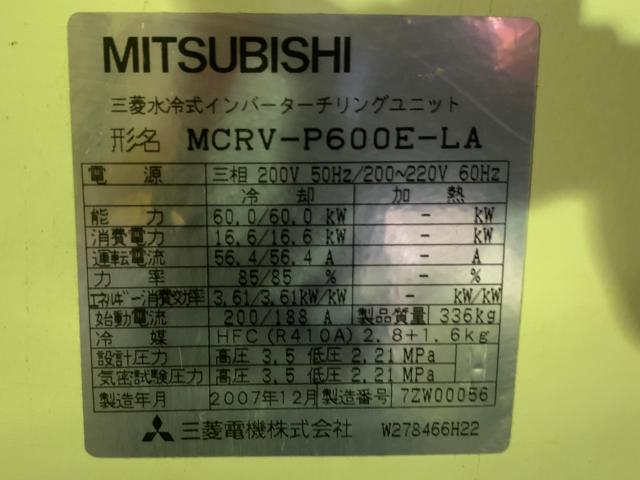 MITSUBISHI
三菱水冷式インバーターチリングユニット
形名 MCRV-P600E-LA
電源 三相 200V 50Hz/200~220V 60Hz
冷却 加熱
能力 60.0/60.0 kW - kW
消費電力 16.6/16.6 kW - kW
運転電流 56.4/56.4 A - A
力率 85/85 % - %
エネルギー消費効率 3.61/3.61kW/kW - kW/kW
始動電流 200/188 A 製品質量 336kg
冷媒 HFC (R410A) 2.8+1.6kg
設計圧力 高圧 3.5 低圧 2.21 MPa
気密試験圧力 高圧 3.5 低圧 2.21 MPa
製造年月 2007年12月 製造番号 7ZW00056
三菱電機株式会社 W278466H22